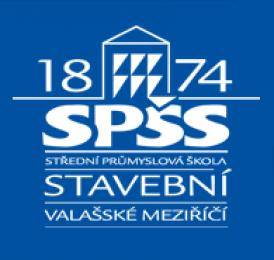 18 74
SPŠS
STŘEDNÍ PRŮMYSLOVÁ ŠKOLA
STAVEBNÍ
VALAŠSKÉ MEZIŘÍČÍ